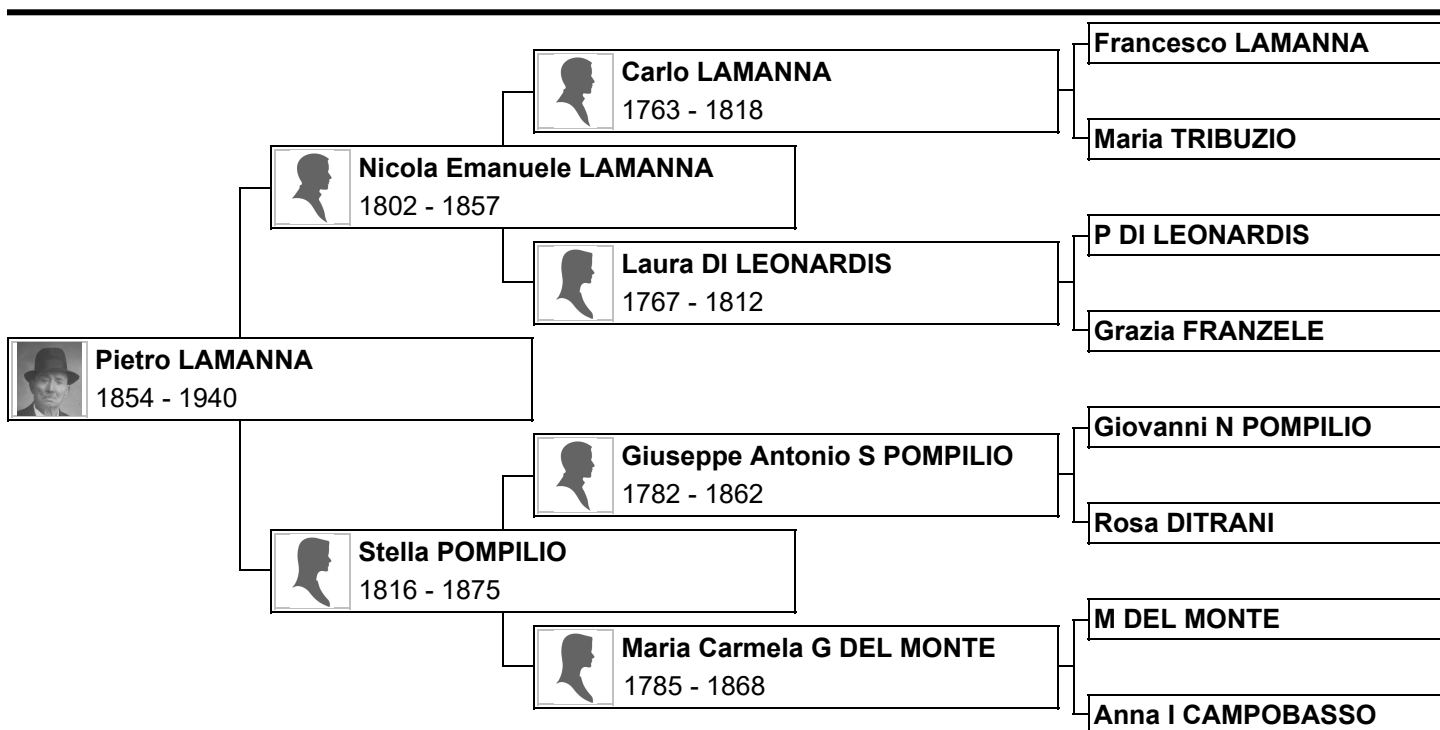 Francesco LAMANNA
Carlo LAMANNA
1763 - 1818
Maria TRIBUZIO
Nicola Emanuele LAMANNA
1802 - 1857
P DI LEONARDIS
Laura DI LEONARDIS
1767 - 1812
Grazia FRANZELE
Pietro LAMANNA
1854 - 1940
Giovanni N POMPILIO
Giuseppe Antonio S POMPILIO
1782 - 1862
Rosa DITRANI
Stella POMPILIO
1816 - 1875
M DEL MONTE
Maria Carmela G DEL MONTE
1785 - 1868
Anna I CAMPOBASSO